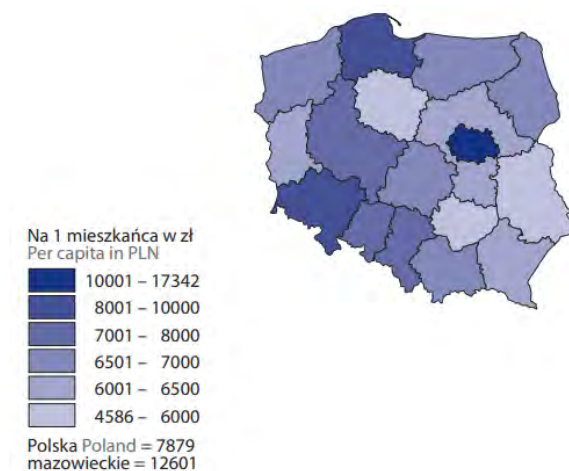 Na 1 mieszkańca w zł
Per capita in PLN
10001 – 17342
8001 – 10000
7001 – 8000
6501 – 7000
6001 – 6500
4586 – 6000
Polska Poland = 7879
mazowieckie = 12601